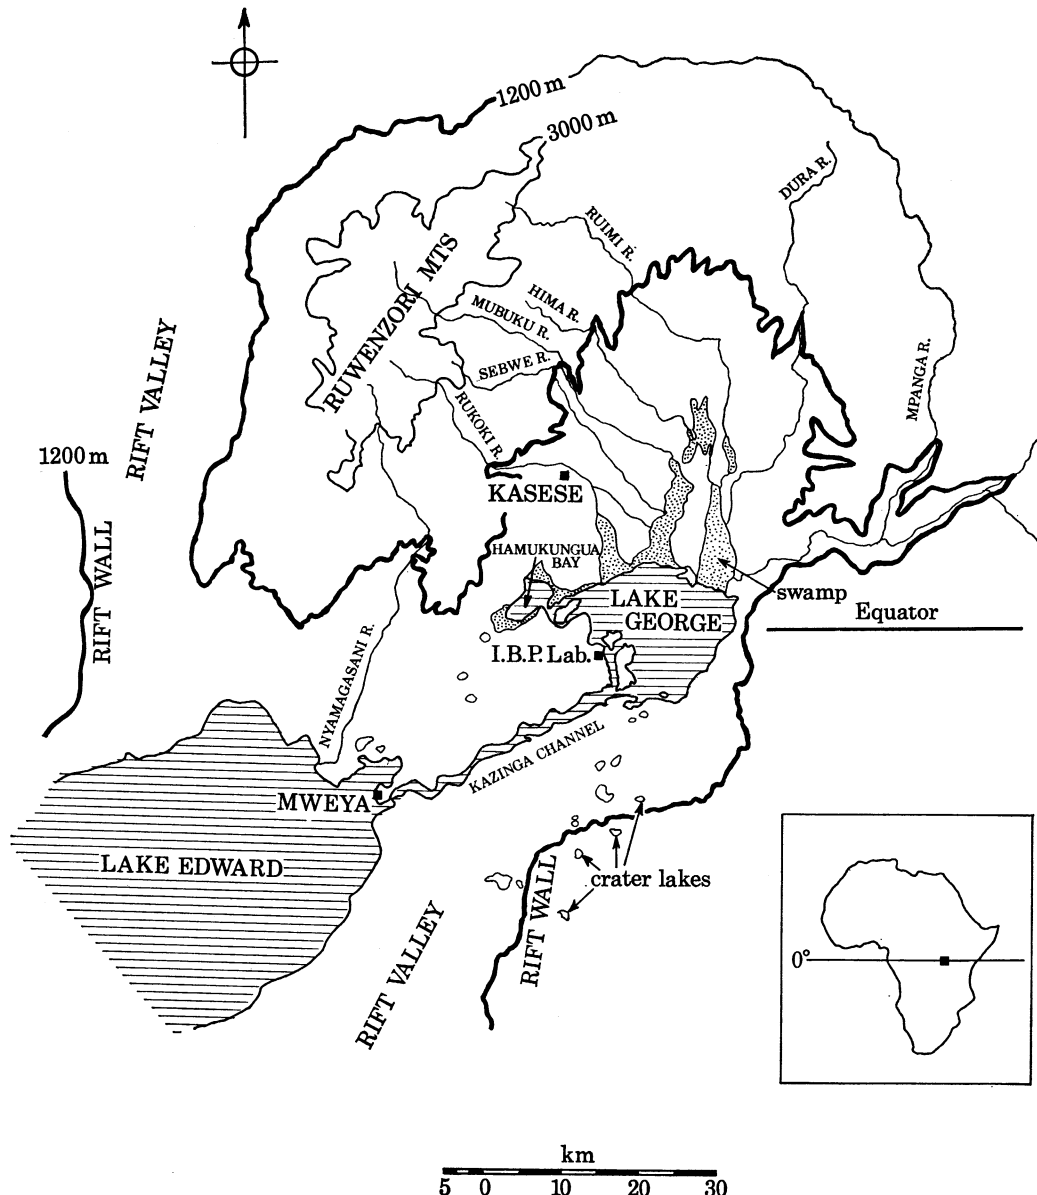 1200 m
3000 m
DURA R.
RUIMI R.
RUWENZORI MTS
HIMA R.
MUBUKU R.
SEBWE R.
RUKOKI R.
MPANGA R.
RIFT VALLEY
1200 m
RIFT WALL
KASESE
HAMUKUNGUA
BAY
LAKE
GEORGE
swamp
Equator
I.B.P. Lab.
NYAMAGASANI R.
KAZINGA CHANNEL
MWEYA
LAKE EDWARD
crater lakes
RIFT WALL
RIFT VALLEY
0°
km
5 0 10 20 30